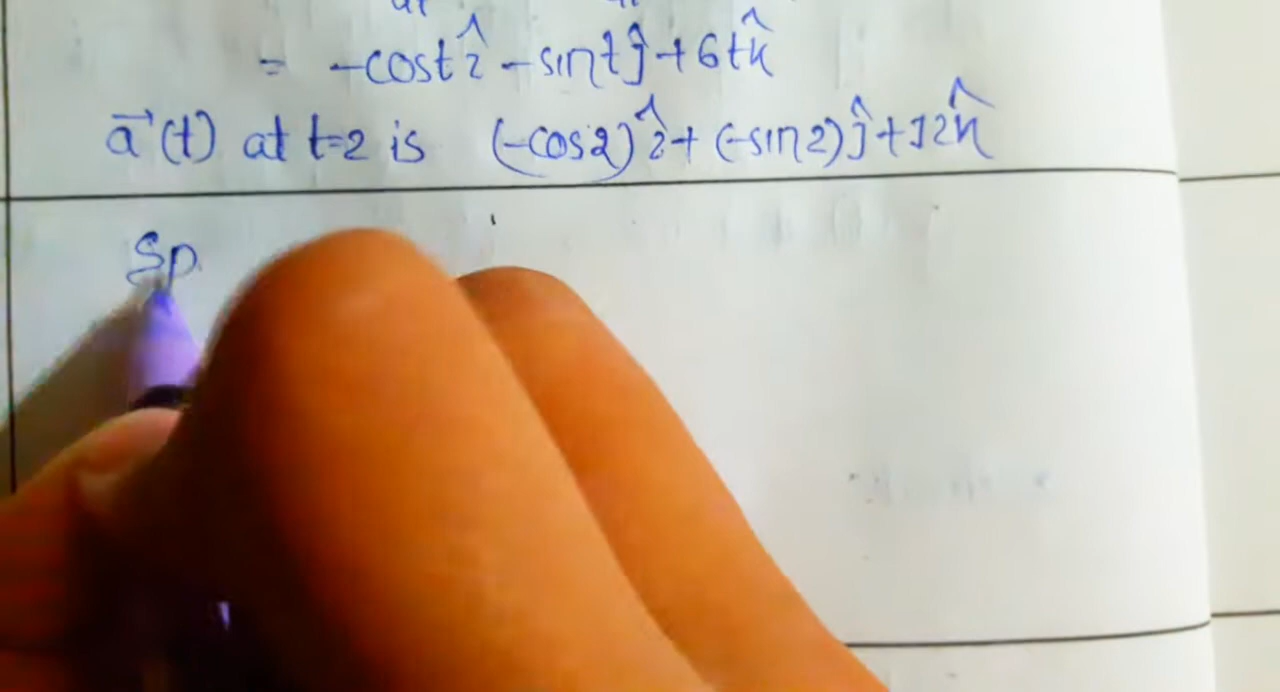 = -cost î - sint ĵ + 6t k̂
a⃗(t) at t=2 is (-cos2) î + (-sin2) ĵ + 12 k̂
Sp